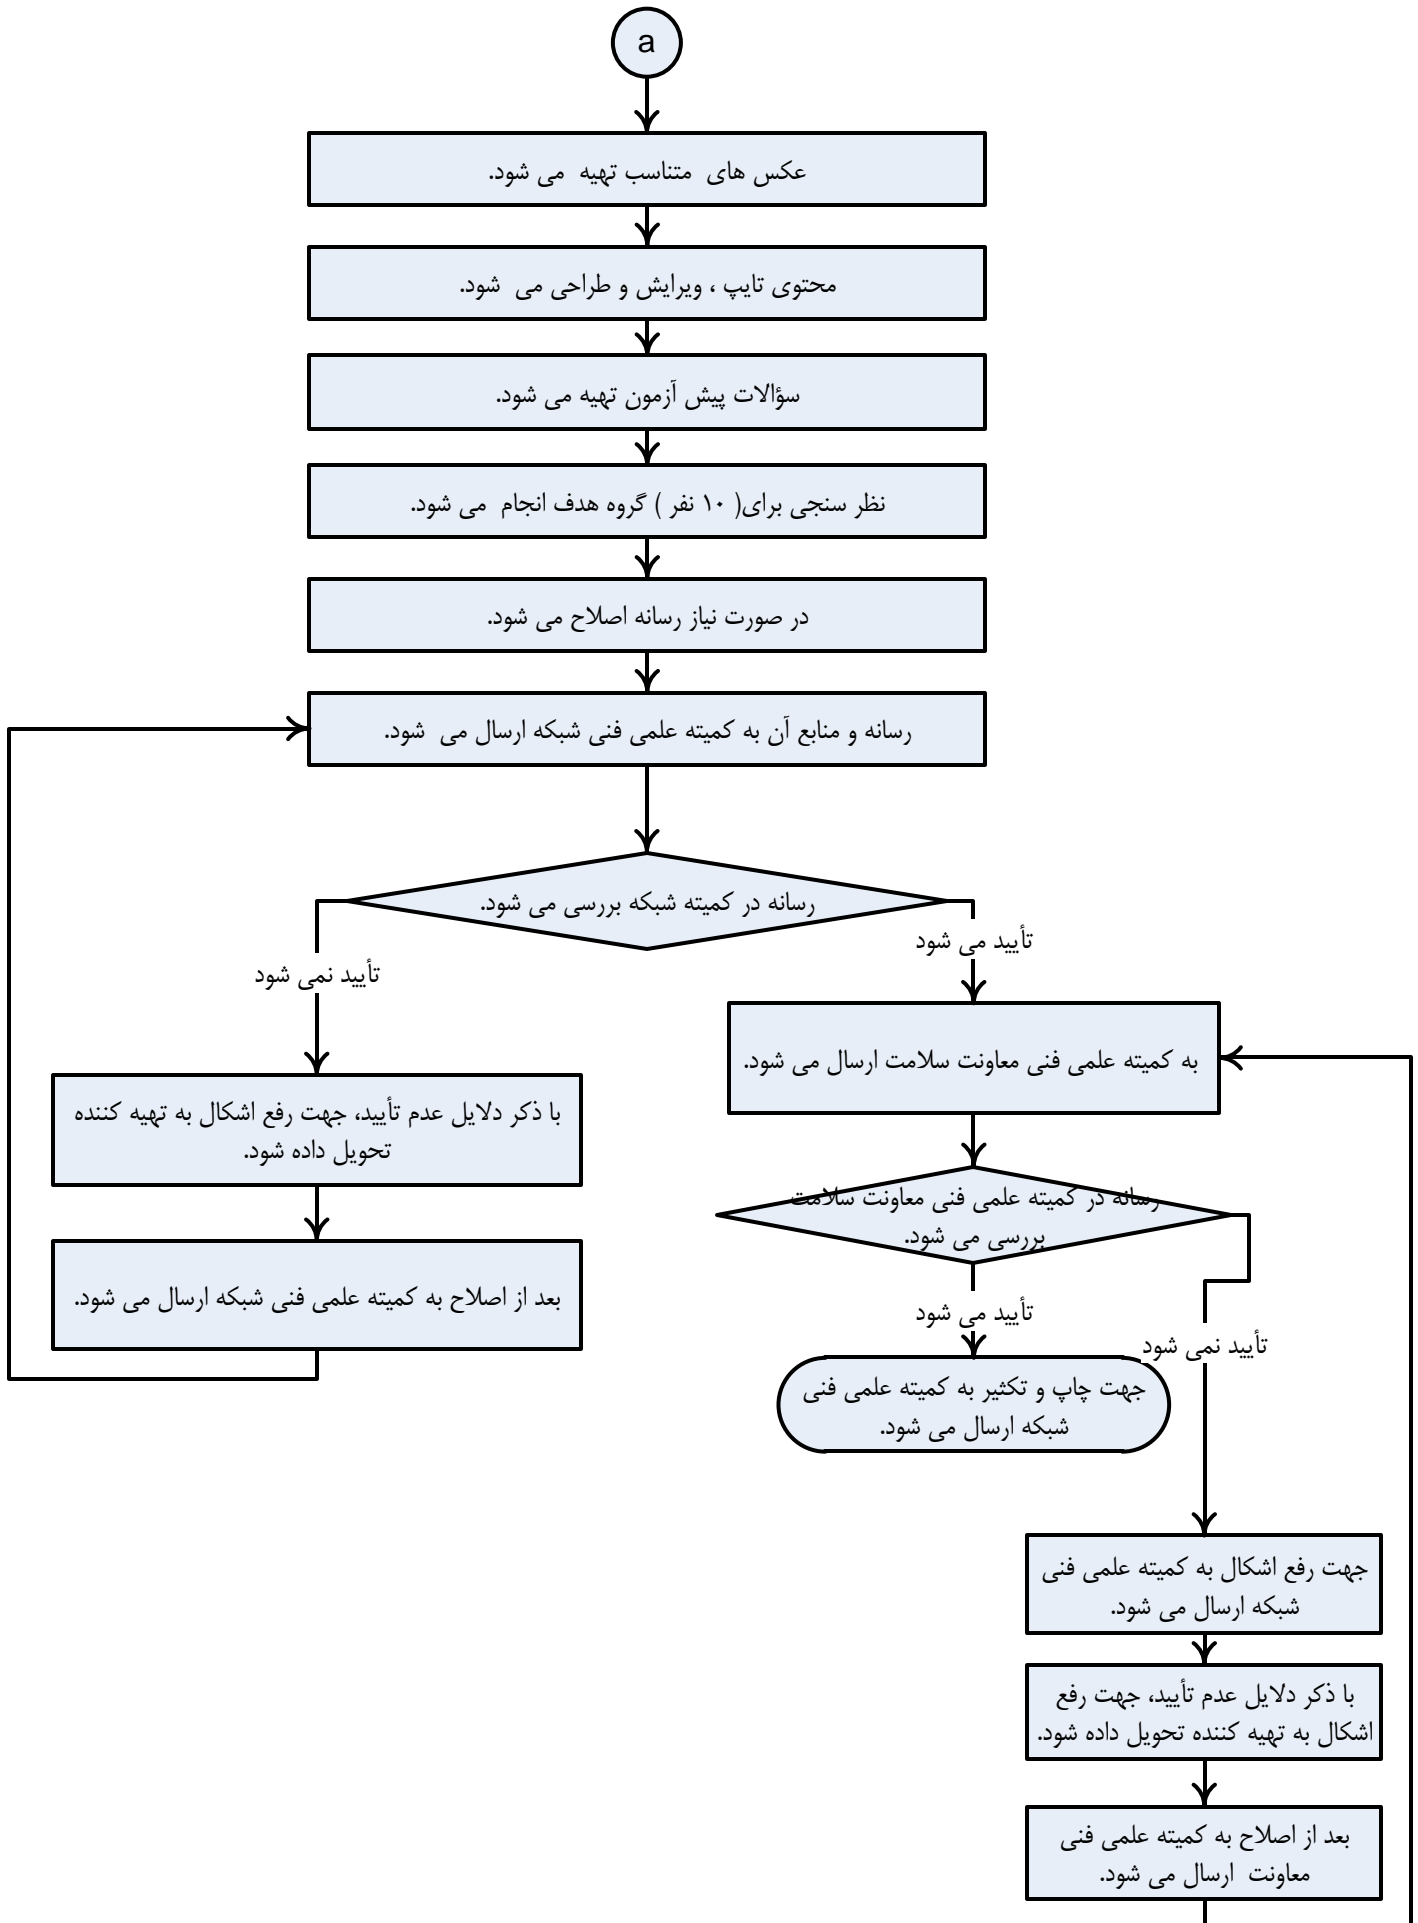 a
عکس های متناسب تهیه می شود.
محتوی تایپ ، ویرایش و طراحی می شود.
سؤالات پیش آزمون تهیه می شود.
نظر سنجی برای( ۱۰ نفر ) گروه هدف انجام می شود.
در صورت نیاز رسانه اصلاح می شود.
رسانه و منابع آن به کمیته علمی فنی شبکه ارسال می شود.
رسانه در کمیته شبکه بررسی می شود.
تأیید می شود
تأیید نمی شود
به کمیته علمی فنی معاونت سلامت ارسال می شود.
با ذکر دلایل عدم تأیید، جهت رفع اشکال به تهیه کننده
تحویل داده شود.
رسانه در کمیته علمی فنی معاونت سلامت
بررسی می شود.
بعد از اصلاح به کمیته علمی فنی شبکه ارسال می شود.
تأیید می شود
تأیید نمی شود
جهت چاپ و تکثیر به کمیته علمی فنی
شبکه ارسال می شود.
جهت رفع اشکال به کمیته علمی فنی
شبکه ارسال می شود.
با ذکر دلایل عدم تأیید، جهت رفع
اشکال به تهیه کننده تحویل داده شود.
بعد از اصلاح به کمیته علمی فنی
معاونت ارسال می شود.